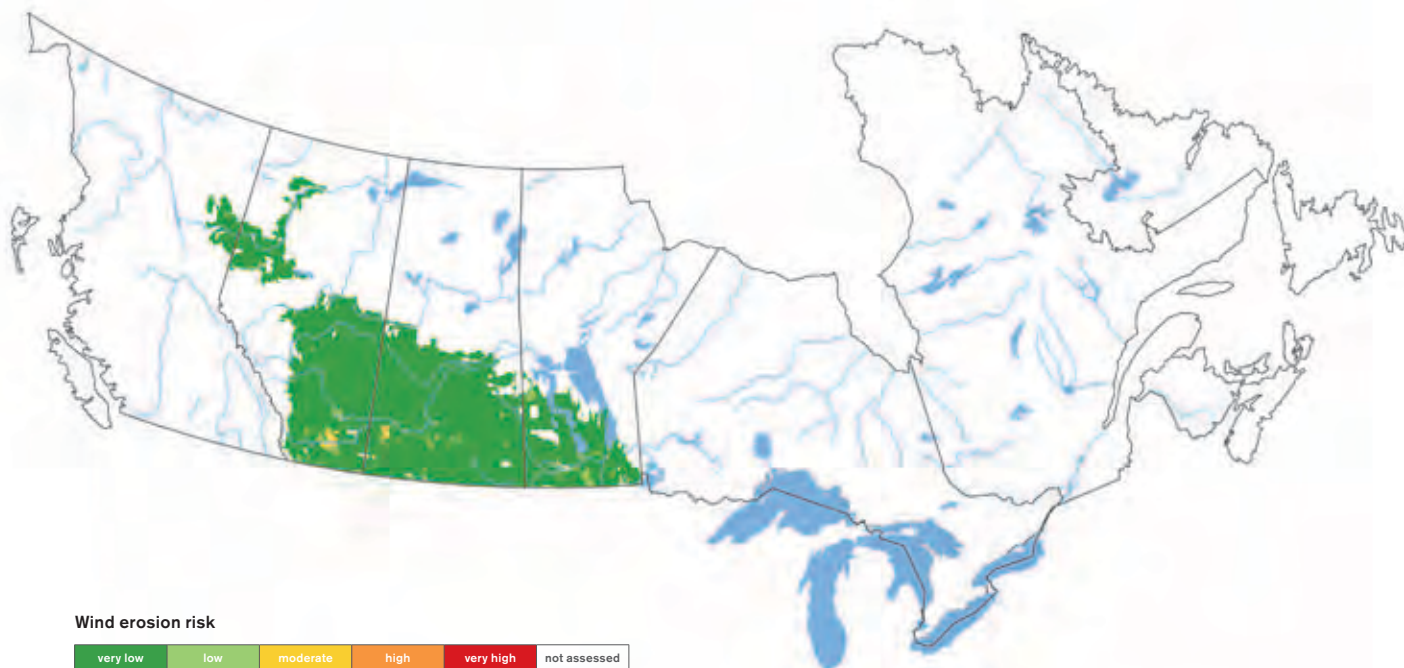 Wind erosion risk
very low low moderate high very high not assessed